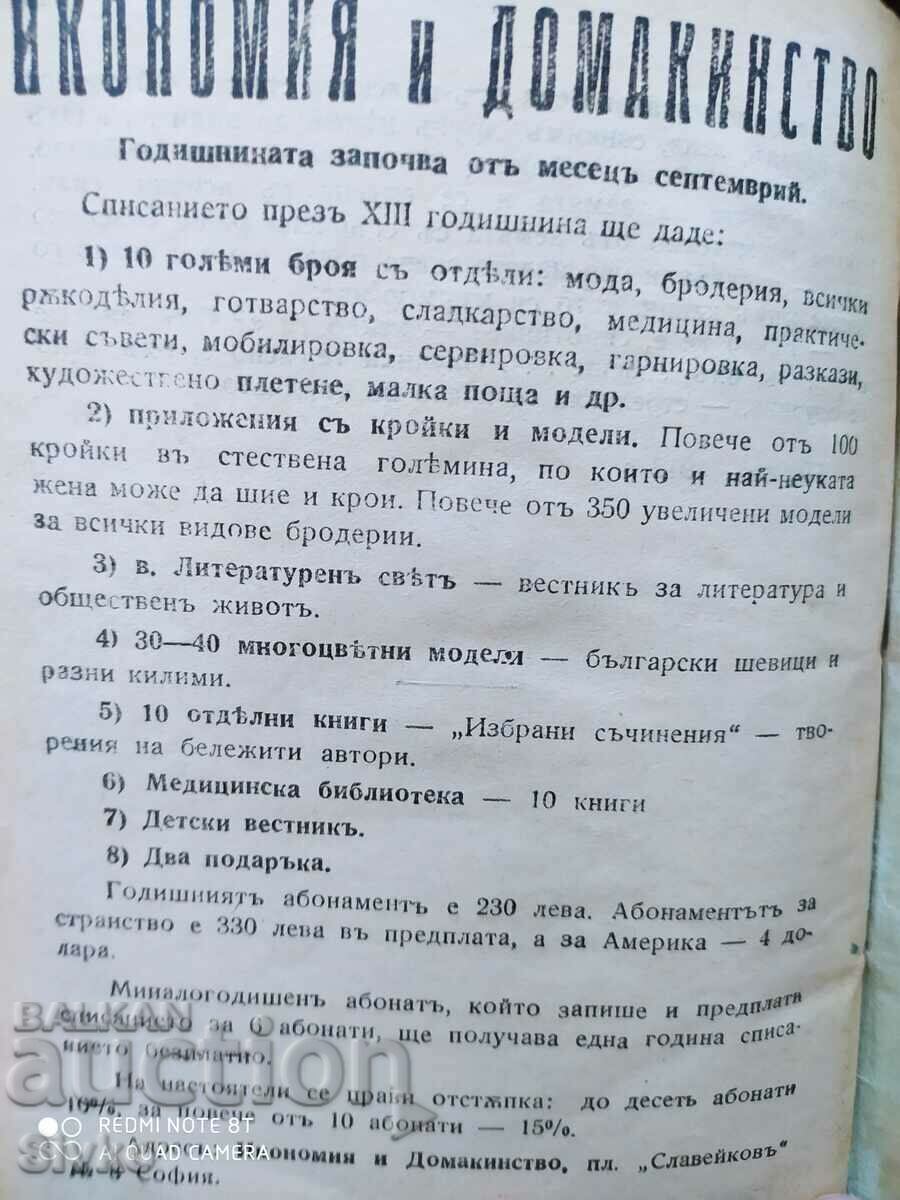 ИКОНОМИЯ и ДОМАКИНСТВО
Годишнината започва отъ месецъ септемврий.
Списанието презъ XIII годишнина ще даде:
1) 10 голѣми броя съ отдѣли: мода, бродерия, всички
рѫкодѣлия, готварство, сладкарство, медицина, практиче-
ски съвети, мобилировка, сервировка, гарнировка, разкази,
художествено плетене, малка поща и др.
2) приложения съ кройки и модели. Повече отъ 100
кройки въ стествена голѣмина, по които и най-неуката
жена може да шие и крои. Повече отъ 350 увеличени модели
за всички видове бродерии.
3) в. Литературенъ свѣтъ — вестникъ за литература и
общественъ животъ.
4) 30—40 многоцвѣтни модели — български шевици и
разни килими.
5) 10 отдѣлни книги — „Избрани съчинения“ — тво-
рения на бележити автори.
6) Медицинска библиотека — 10 книги
7) Детски вестникъ.
8) Два подаръка.
Годишниятъ абонаментъ е 230 лева. Абонаментътъ за
странство е 330 лева въ предплата, а за Америка — 4 до-
лара.
Миналогодишенъ абонатъ, който запише и предплата
списанието за 6 абонати, ще получава една година списа-
нието безплатно.
На настоятели се прави отстѫпка: до десеть абонати
10%, за повече отъ 10 абонати — 15%.
Адресъ: Икономия и Домакинство, пл. „Славейковъ“
София.
BALKAN
auction
REDMI NOTE 8T
AI QUAD CAMERA